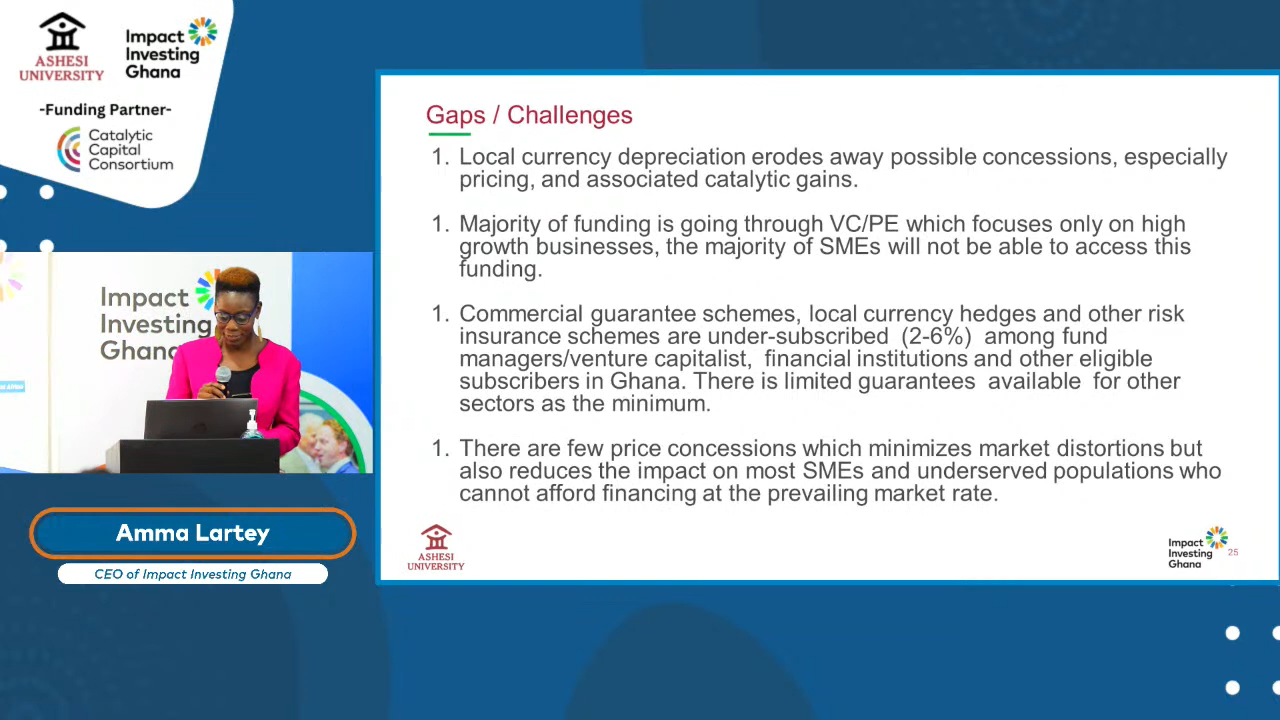 ASHESI
UNIVERSITY
Impact
Investing
Ghana
-Funding Partner-
Catalytic
Capital
Consortium
Impact
Investing
Ghana
Amma Lartey
CEO of Impact Investing Ghana
Gaps / Challenges
1. Local currency depreciation erodes away possible concessions, especially
pricing, and associated catalytic gains.
1. Majority of funding is going through VC/PE which focuses only on high
growth businesses, the majority of SMEs will not be able to access this
funding.
1. Commercial guarantee schemes, local currency hedges and other risk
insurance schemes are under-subscribed (2-6%) among fund
managers/venture capitalist, financial institutions and other eligible
subscribers in Ghana. There is limited guarantees available for other
sectors as the minimum.
1. There are few price concessions which minimizes market distortions but
also reduces the impact on most SMEs and underserved populations who
cannot afford financing at the prevailing market rate.
ASHESI
UNIVERSITY
Impact
Investing
Ghana
25